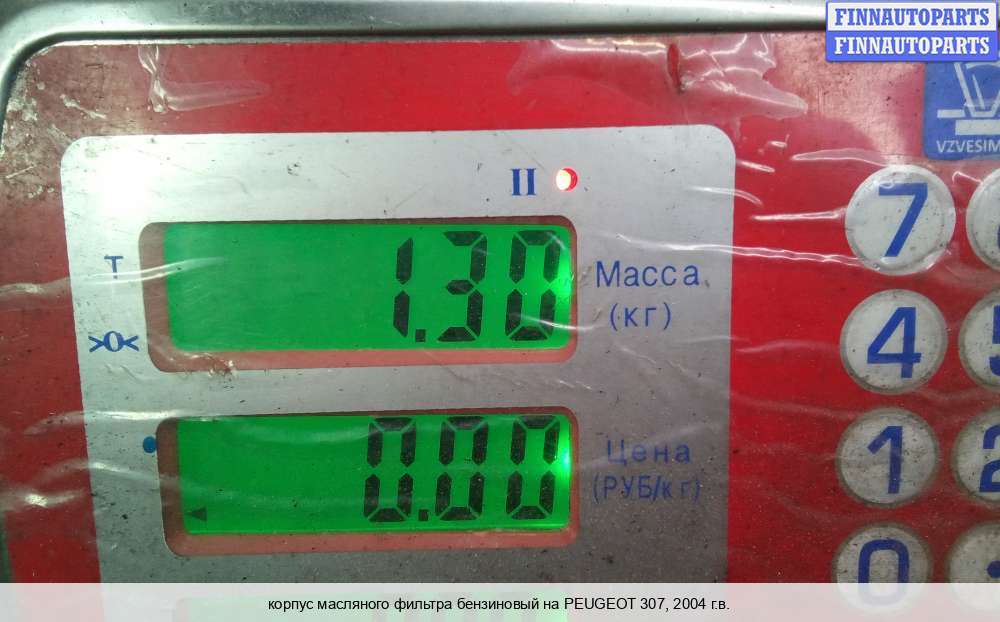 FINNAUTOPARTS
FINNAUTOPARTS
VZVESIM
II
7
T
1.30
Масса
(кг)
>0<
4
0.00
Цена
(РУБ/кг)
1
2
0
корпус масляного фильтра бензиновый на PEUGEOT 307, 2004 г.в.